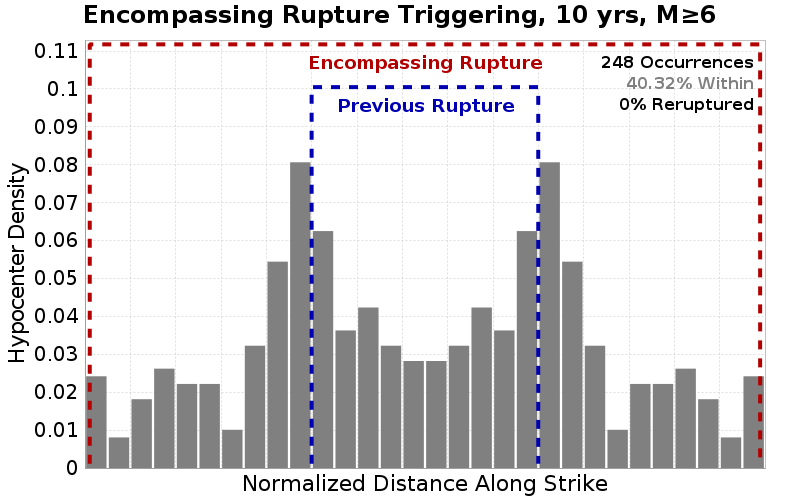 Encompassing Rupture Triggering, 10 yrs, M≥6
Encompassing Rupture
Previous Rupture
248 Occurrences
40.32% Within
0% Reruptured
Hypocenter Density
0.11
0.1
0.09
0.08
0.07
0.06
0.05
0.04
0.03
0.02
0.01
0
Normalized Distance Along Strike